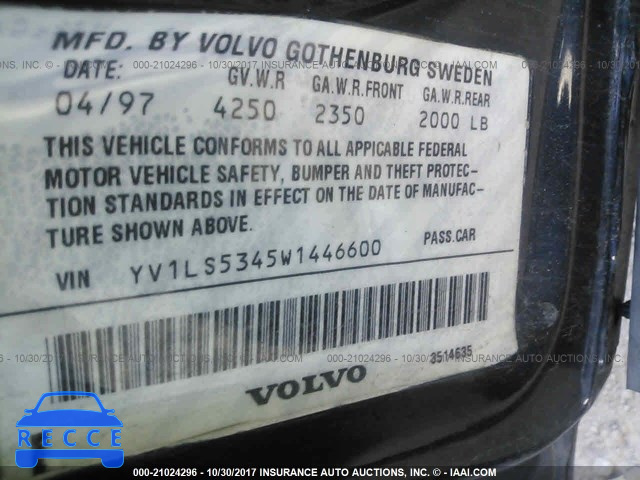 MFD. BY VOLVO GOTHENBURG SWEDEN
DATE: GV.W.R GA.W.R.FRONT GA.W.R.REAR
04/97 4250 2350 2000 LB
THIS VEHICLE CONFORMS TO ALL APPLICABLE FEDERAL
MOTOR VEHICLE SAFETY, BUMPER AND THEFT PROTEC-
TION STANDARDS IN EFFECT ON THE DATE OF MANUFAC-
TURE SHOWN ABOVE.
PASS.CAR
VIN YV1LS5345W1446600
3514635
VOLVO
RECCE
000-21024296 - 10/30/2017 INSURANCE AUTO AUCTIONS, INC. - IAAI.COM